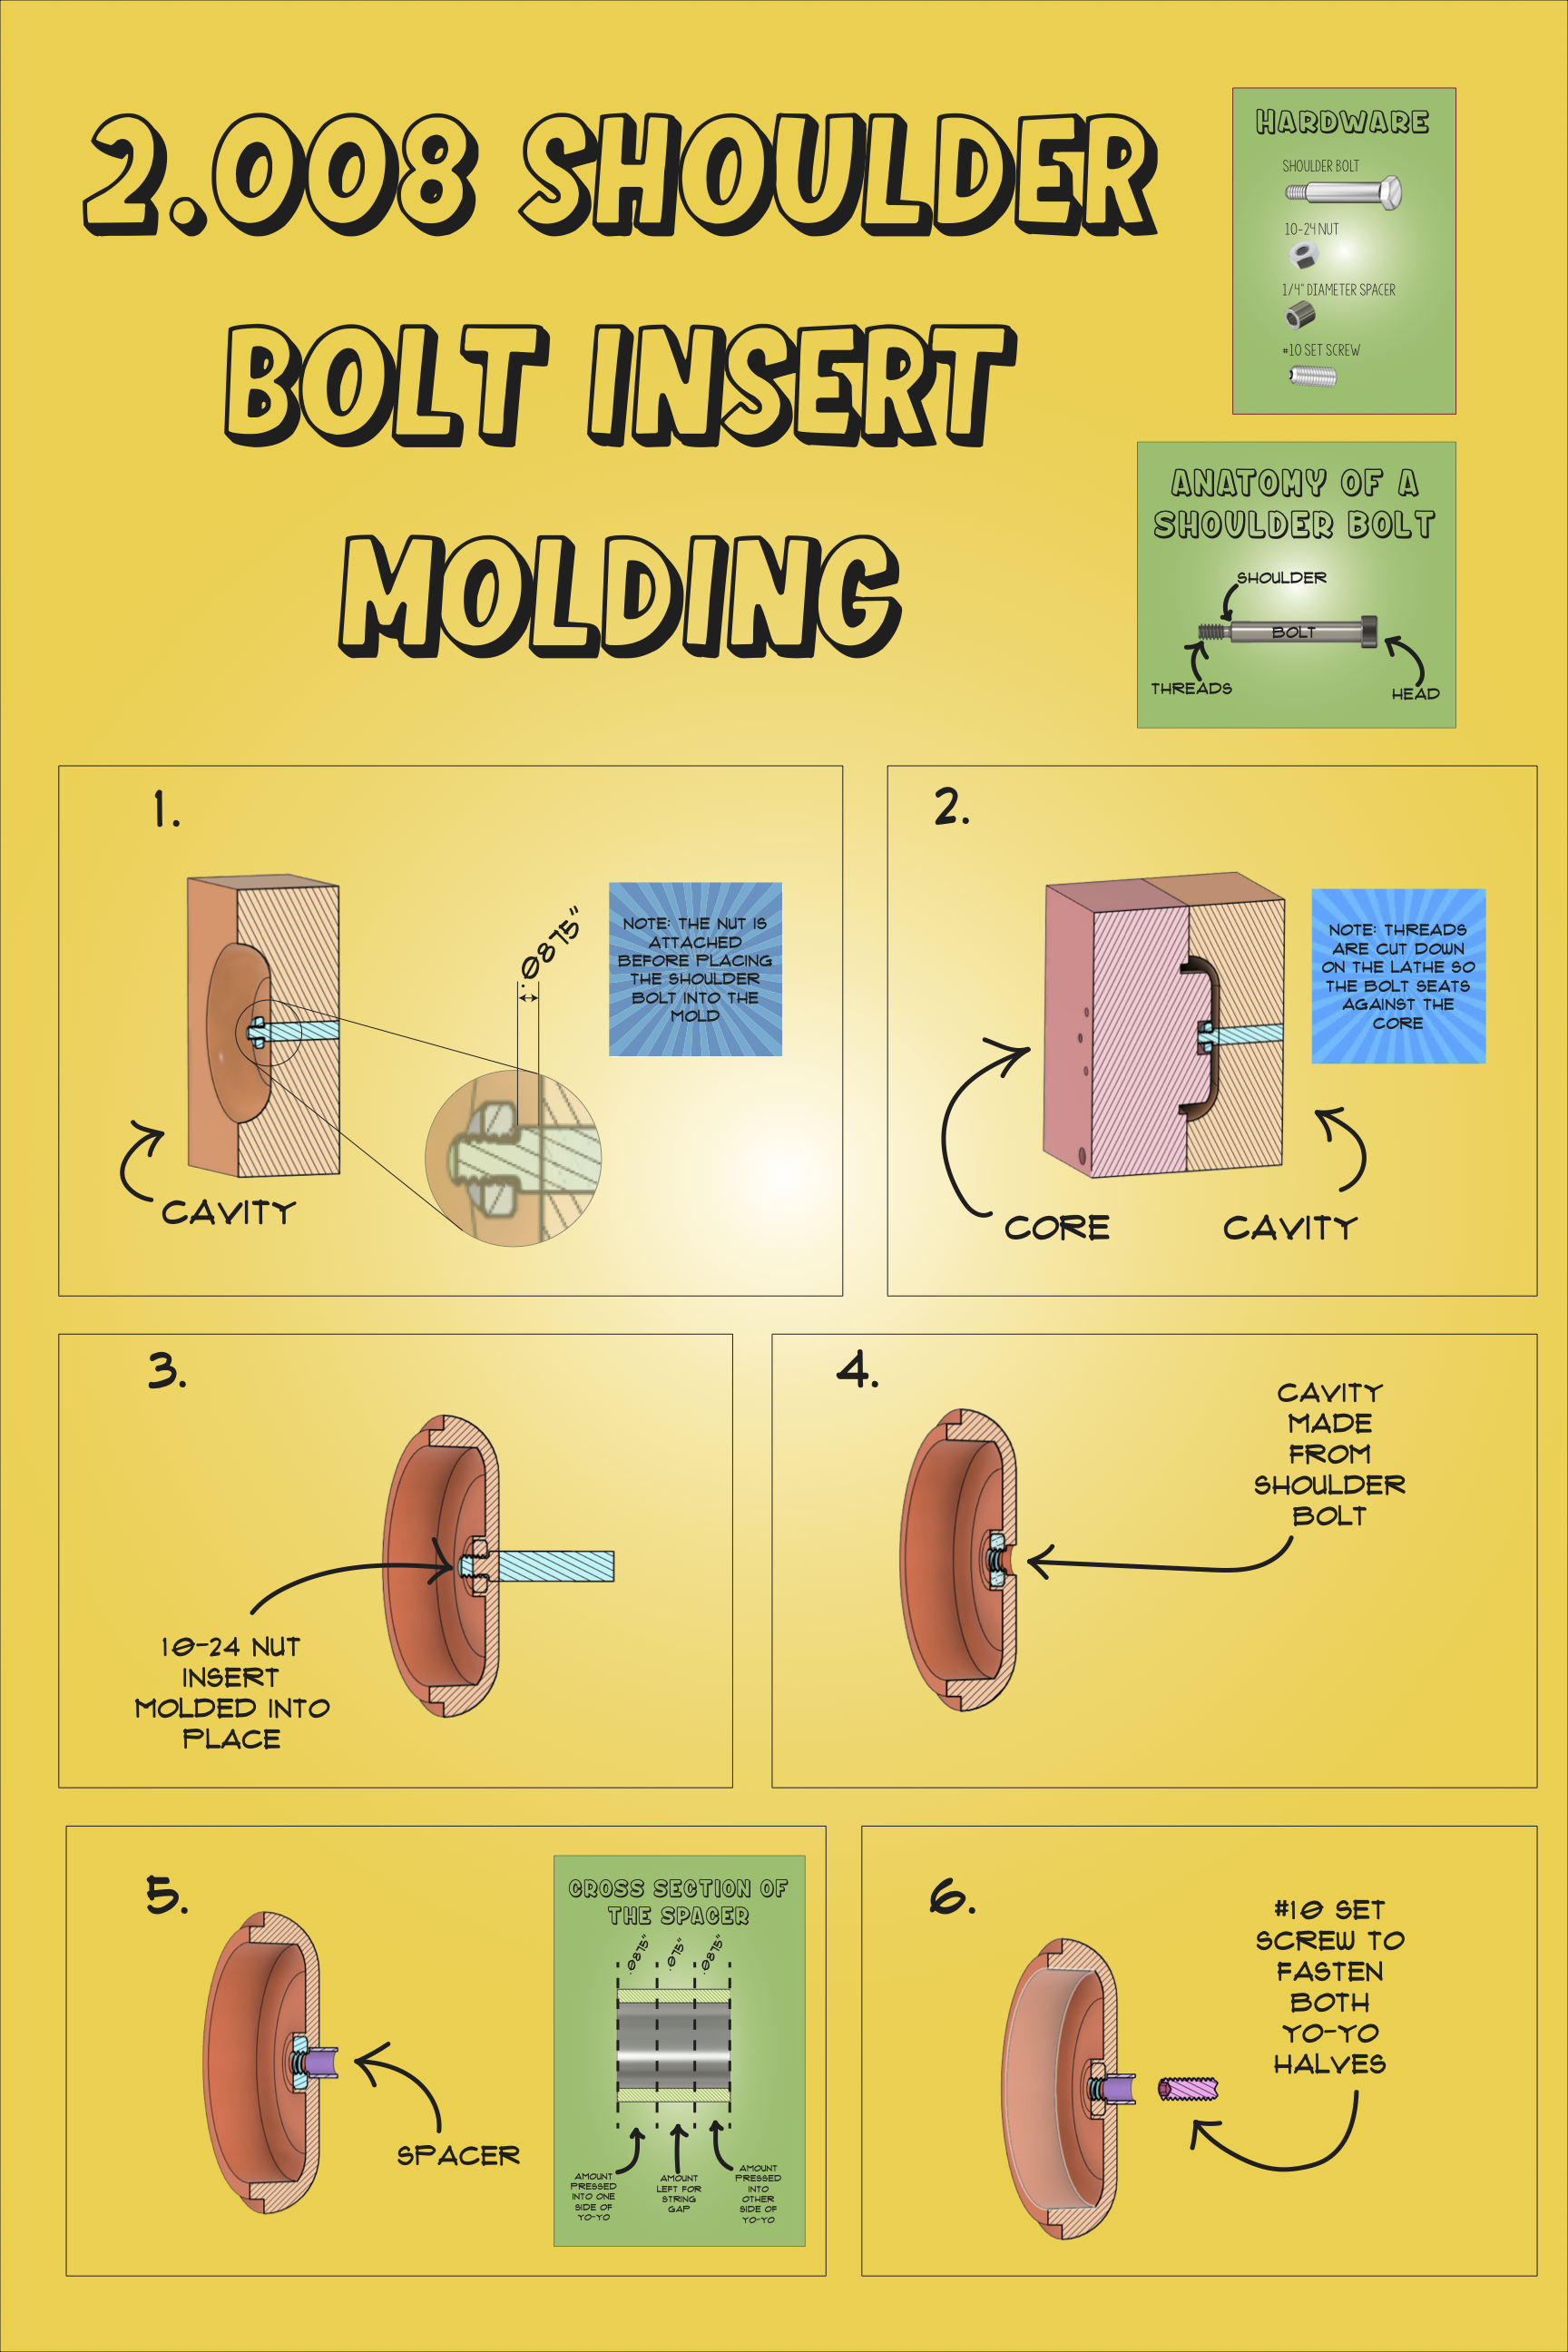 2.008 SHOULDER
BOLT INSERT
MOLDING
HARDWARE
SHOULDER BOLT
10-24 NUT
1/4" DIAMETER SPACER
#10 SET SCREW
ANATOMY OF A
SHOULDER BOLT
SHOULDER
BOLT
THREADS
HEAD
1.
.0875"
NOTE: THE NUT IS
ATTACHED
BEFORE PLACING
THE SHOULDER
BOLT INTO THE
MOLD
CAVITY
2.
NOTE: THREADS
ARE CUT DOWN
ON THE LATHE SO
THE BOLT SEATS
AGAINST THE
CORE
CORE
CAVITY
3.
10-24 NUT
INSERT
MOLDED INTO
PLACE
4.
CAVITY
MADE
FROM
SHOULDER
BOLT
5.
SPACER
CROSS SECTION OF
THE SPACER
.0875"
.075"
.0875"
AMOUNT
PRESSED
INTO ONE
SIDE OF
YO-YO
AMOUNT
LEFT FOR
STRING
GAP
AMOUNT
PRESSED
INTO
OTHER
SIDE OF
YO-YO
6.
#10 SET
SCREW TO
FASTEN
BOTH
YO-YO
HALVES